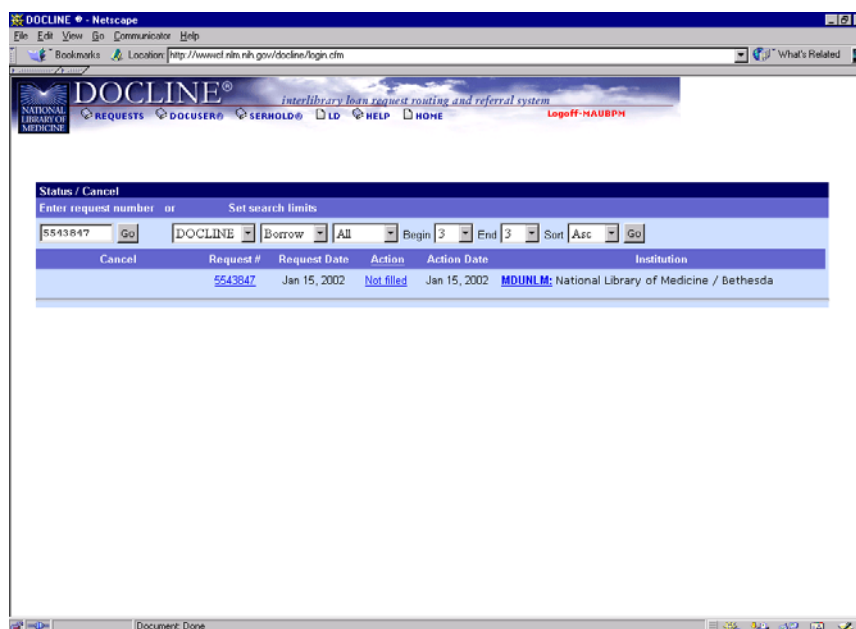 DOCLINE ® - Netscape
File Edit View Go Communicator Help
Bookmarks Location: http://wwwcf.nlm.nih.gov/docline/login.cfm What's Related
NATIONAL LIBRARY OF MEDICINE
DOCLINE®
interlibrary loan request routing and referral system
REQUESTS DOCUSER® SERHOLD® LD HELP HOME Logoff-MAUBPM
Status / Cancel
Enter request number or Set search limits
5543847 Go DOCLINE Borrow All Begin 3 End 3 Sort Asc Go
Cancel Request # Request Date Action Action Date Institution
5543847 Jan 15, 2002 Not filled Jan 15, 2002 MDUNLM: National Library of Medicine / Bethesda
Document: Done